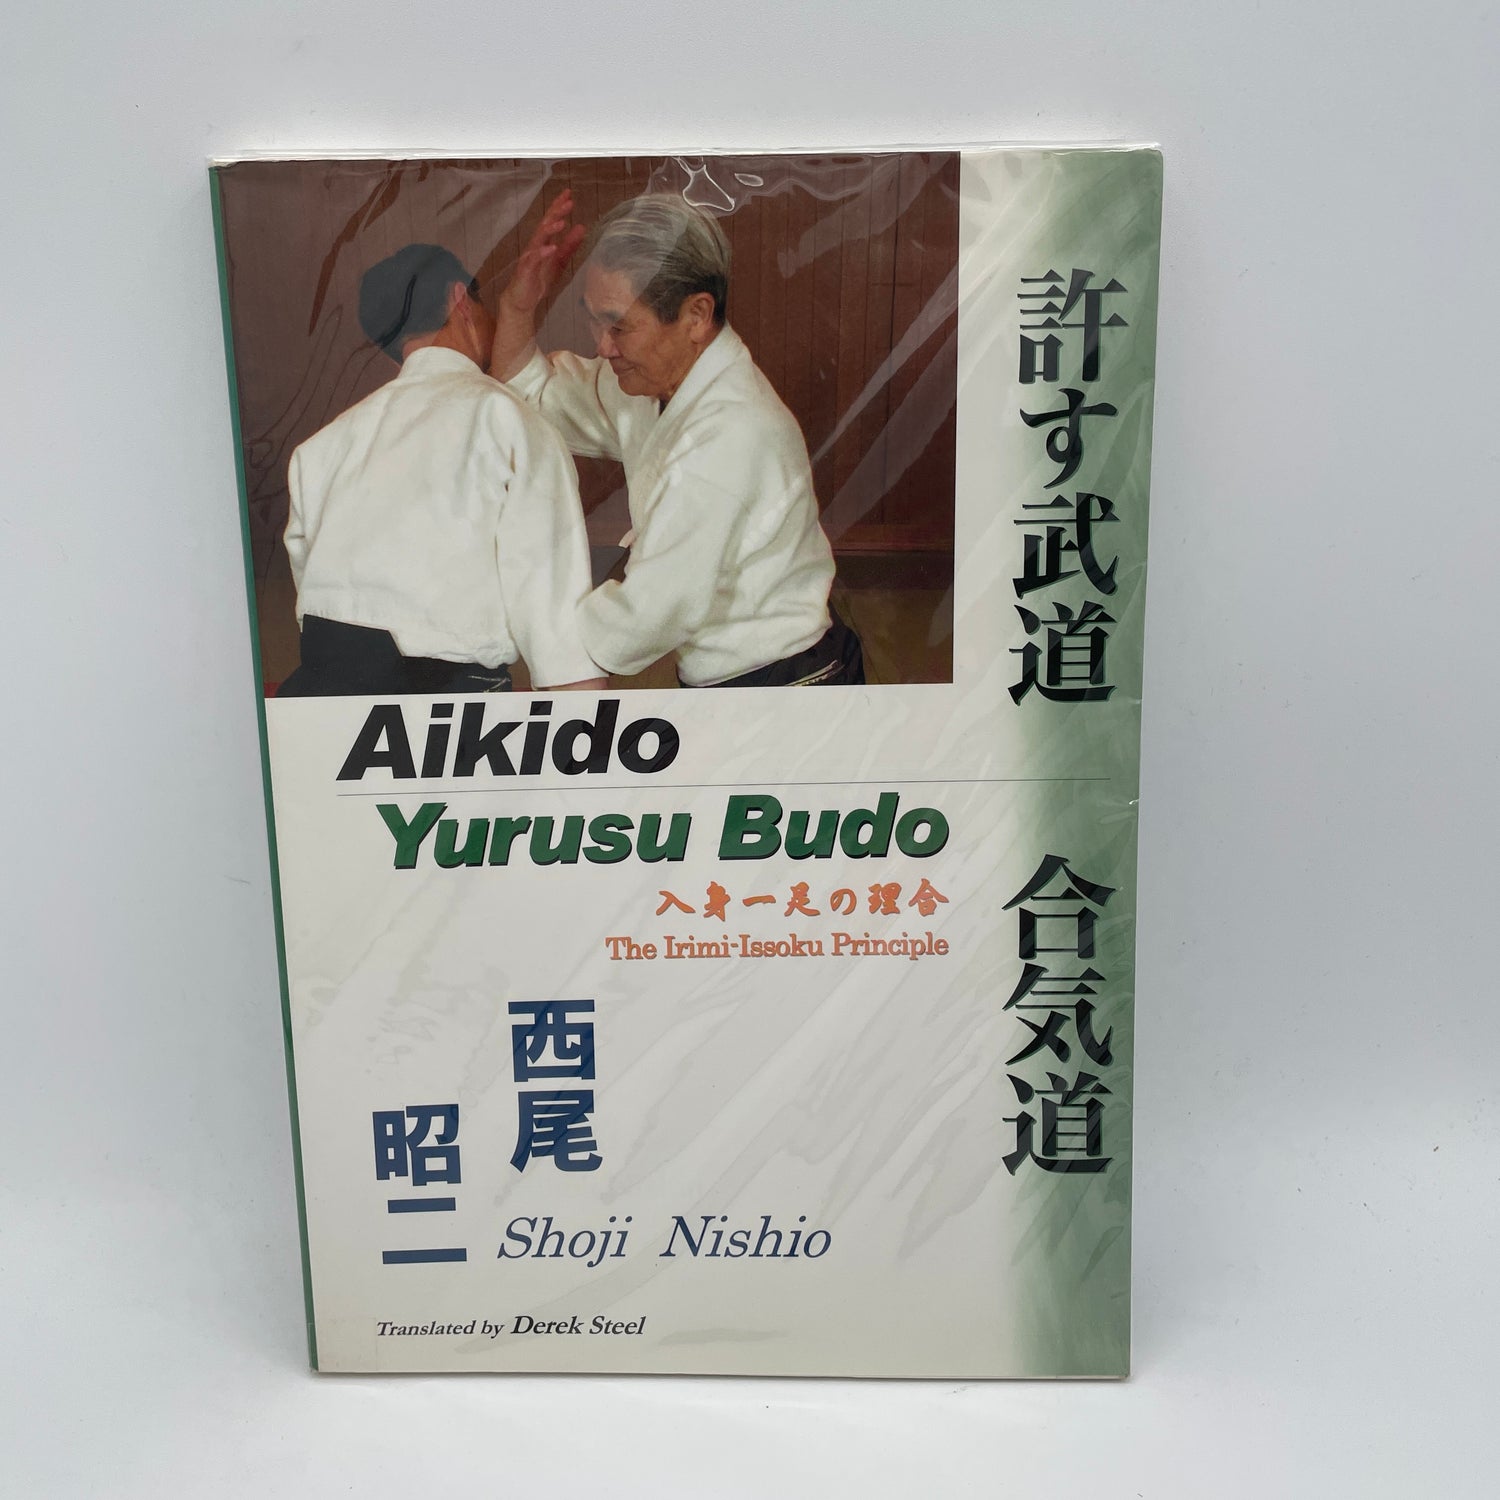 許す武道 合気道
Aikido
Yurusu Budo
入身一足の理合
The Irimi-Issoku Principle
西尾
昭二
Shoji Nishio
Translated by Derek Steel